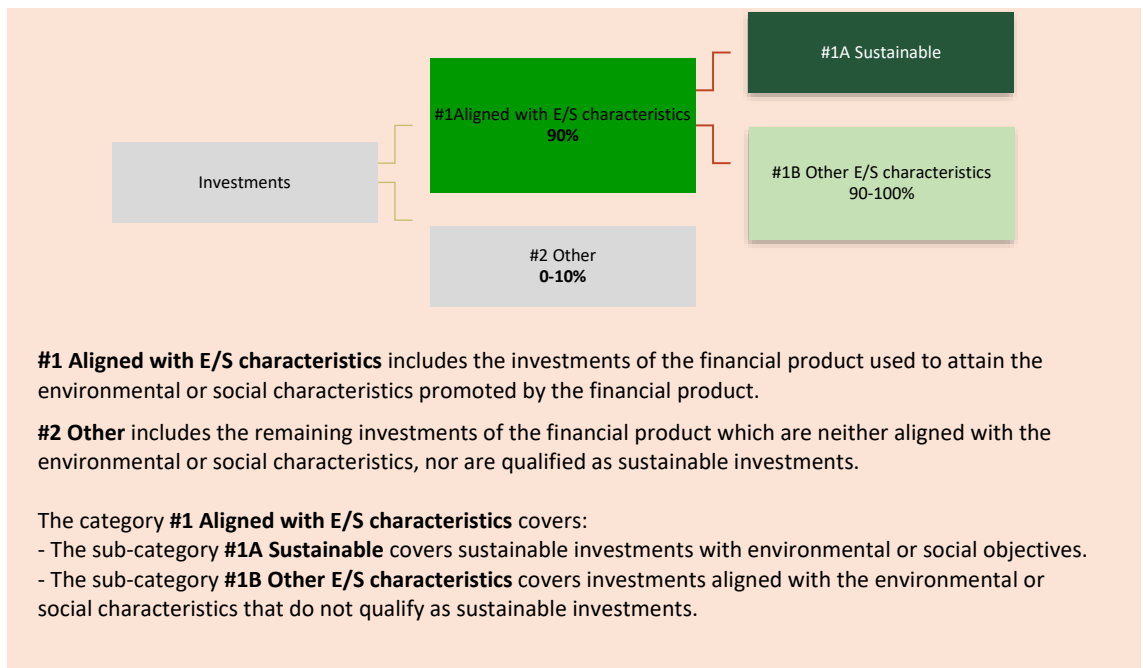 #1A Sustainable
#1Aligned with E/S characteristics
90%
Investments
#1B Other E/S characteristics
90-100%
#2 Other
0-10%
#1 Aligned with E/S characteristics includes the investments of the financial product used to attain the
environmental or social characteristics promoted by the financial product.
#2 Other includes the remaining investments of the financial product which are neither aligned with the
environmental or social characteristics, nor are qualified as sustainable investments.
The category #1 Aligned with E/S characteristics covers:
- The sub-category #1A Sustainable covers sustainable investments with environmental or social objectives.
- The sub-category #1B Other E/S characteristics covers investments aligned with the environmental or
social characteristics that do not qualify as sustainable investments.